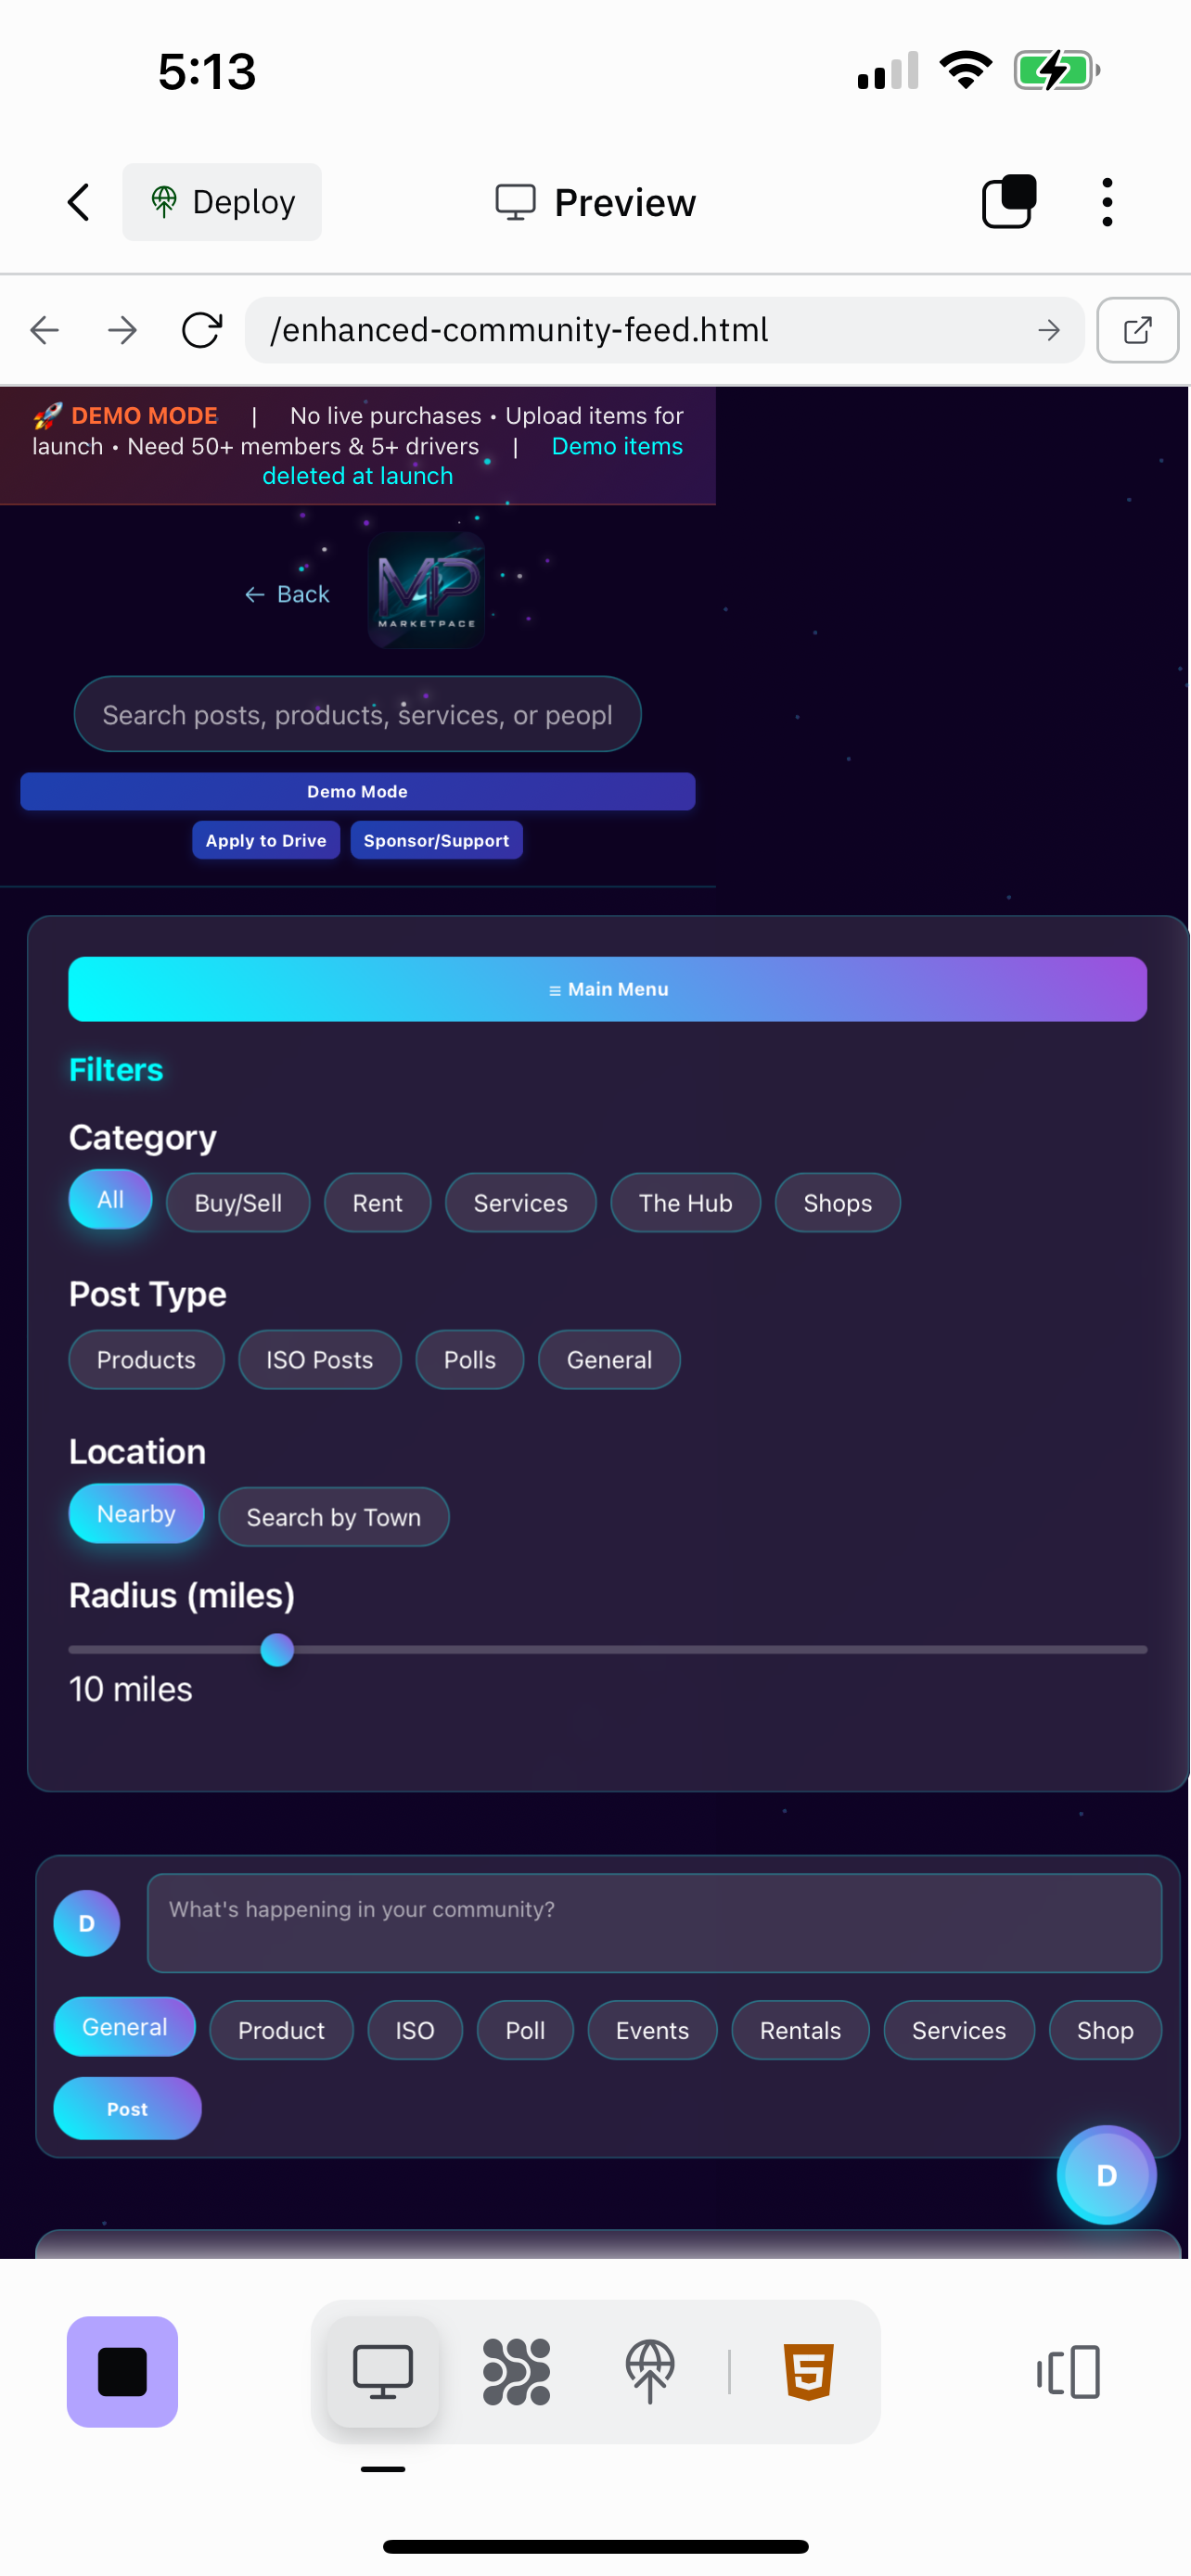 5:13
Deploy
Preview
/enhanced-community-feed.html
🚀 DEMO MODE | No live purchases • Upload items for
launch • Need 50+ members & 5+ drivers | Demo items
deleted at launch
← Back
MP
MARKETPACE
Search posts, products, services, or peopl
Demo Mode
Apply to Drive Sponsor/Support
≡ Main Menu
Filters
Category
All Buy/Sell Rent Services The Hub Shops
Post Type
Products ISO Posts Polls General
Location
Nearby Search by Town
Radius (miles)
10 miles
D What's happening in your community?
General Product ISO Poll Events Rentals Services Shop
Post
D
5